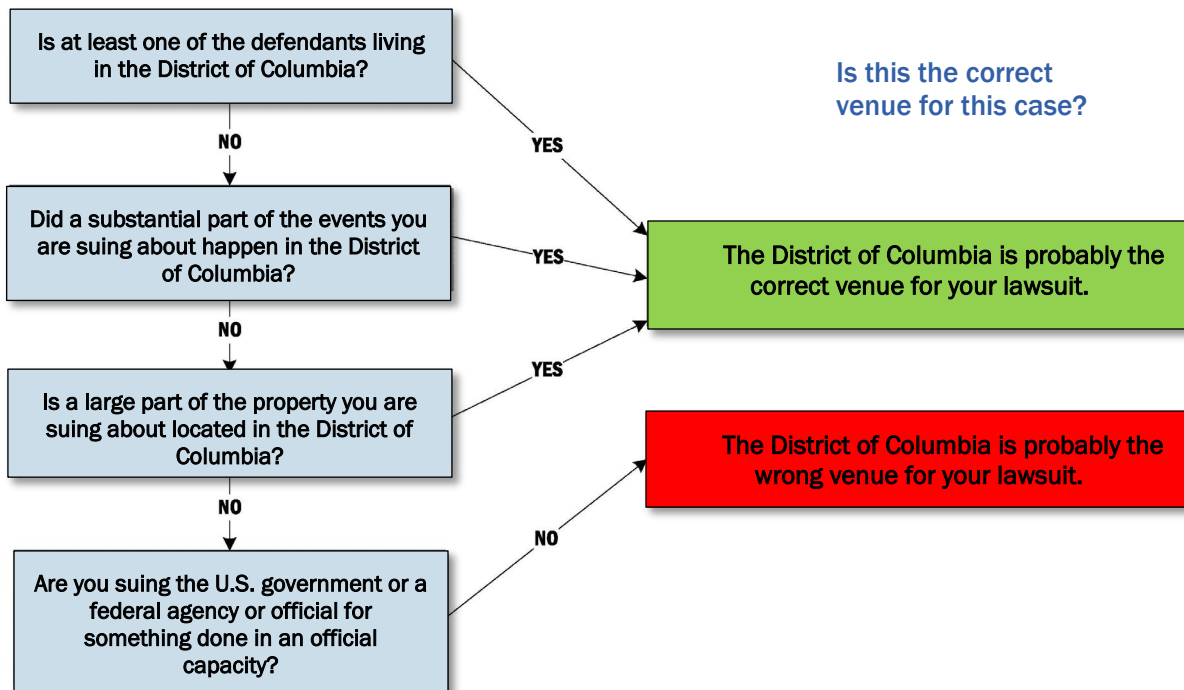 Is at least one of the defendants living
in the District of Columbia?
Is this the correct
venue for this case?
NO
YES
Did a substantial part of the events you
are suing about happen in the District
of Columbia?
YES
The District of Columbia is probably the
correct venue for your lawsuit.
NO
YES
Is a large part of the property you are
suing about located in the District of
Columbia?
The District of Columbia is probably the
wrong venue for your lawsuit.
NO
NO
Are you suing the U.S. government or a
federal agency or official for
something done in an official
capacity?